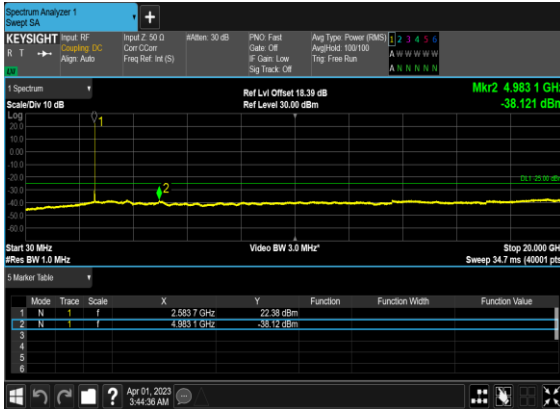 Spectrum Analyzer 1
Swept SA
+
KEYSIGHT
R T
Input: RF
Coupling: DC
Align: Auto
Input Z: 50 Ω
Corr CCorr
Freq Ref: Int (S)
#Atten: 30 dB
PNO: Fast
Gate: Off
IF Gain: Low
Sig Track: Off
Avg Type: Power (RMS)
Avg|Hold: 100/100
Trig: Free Run
1 2 3 4 5 6
A W W W W W
A N N N N N
1 Spectrum
Scale/Div 10 dB
Ref Lvl Offset 18.39 dB
Ref Level 30.00 dBm
Mkr2 4.983 1 GHz
-38.121 dBm
Log
20.0
10.0
0.00
-10.0
-20.0
-30.0
-40.0
-50.0
-60.0
1
2
Start 30 MHz
#Res BW 1.0 MHz
Video BW 3.0 MHz*
Stop 20.000 GH
Sweep 34.7 ms (40001 pts
5 Marker Table
Mode Trace Scale X Y Function Function Width Function Value
1 N 1 f 2.583 7 GHz 22.38 dBm
2 N 1 f 4.983 1 GHz -38.12 dBm
3
4
5
6
?
Apr 01, 2023
3:44:36 AM